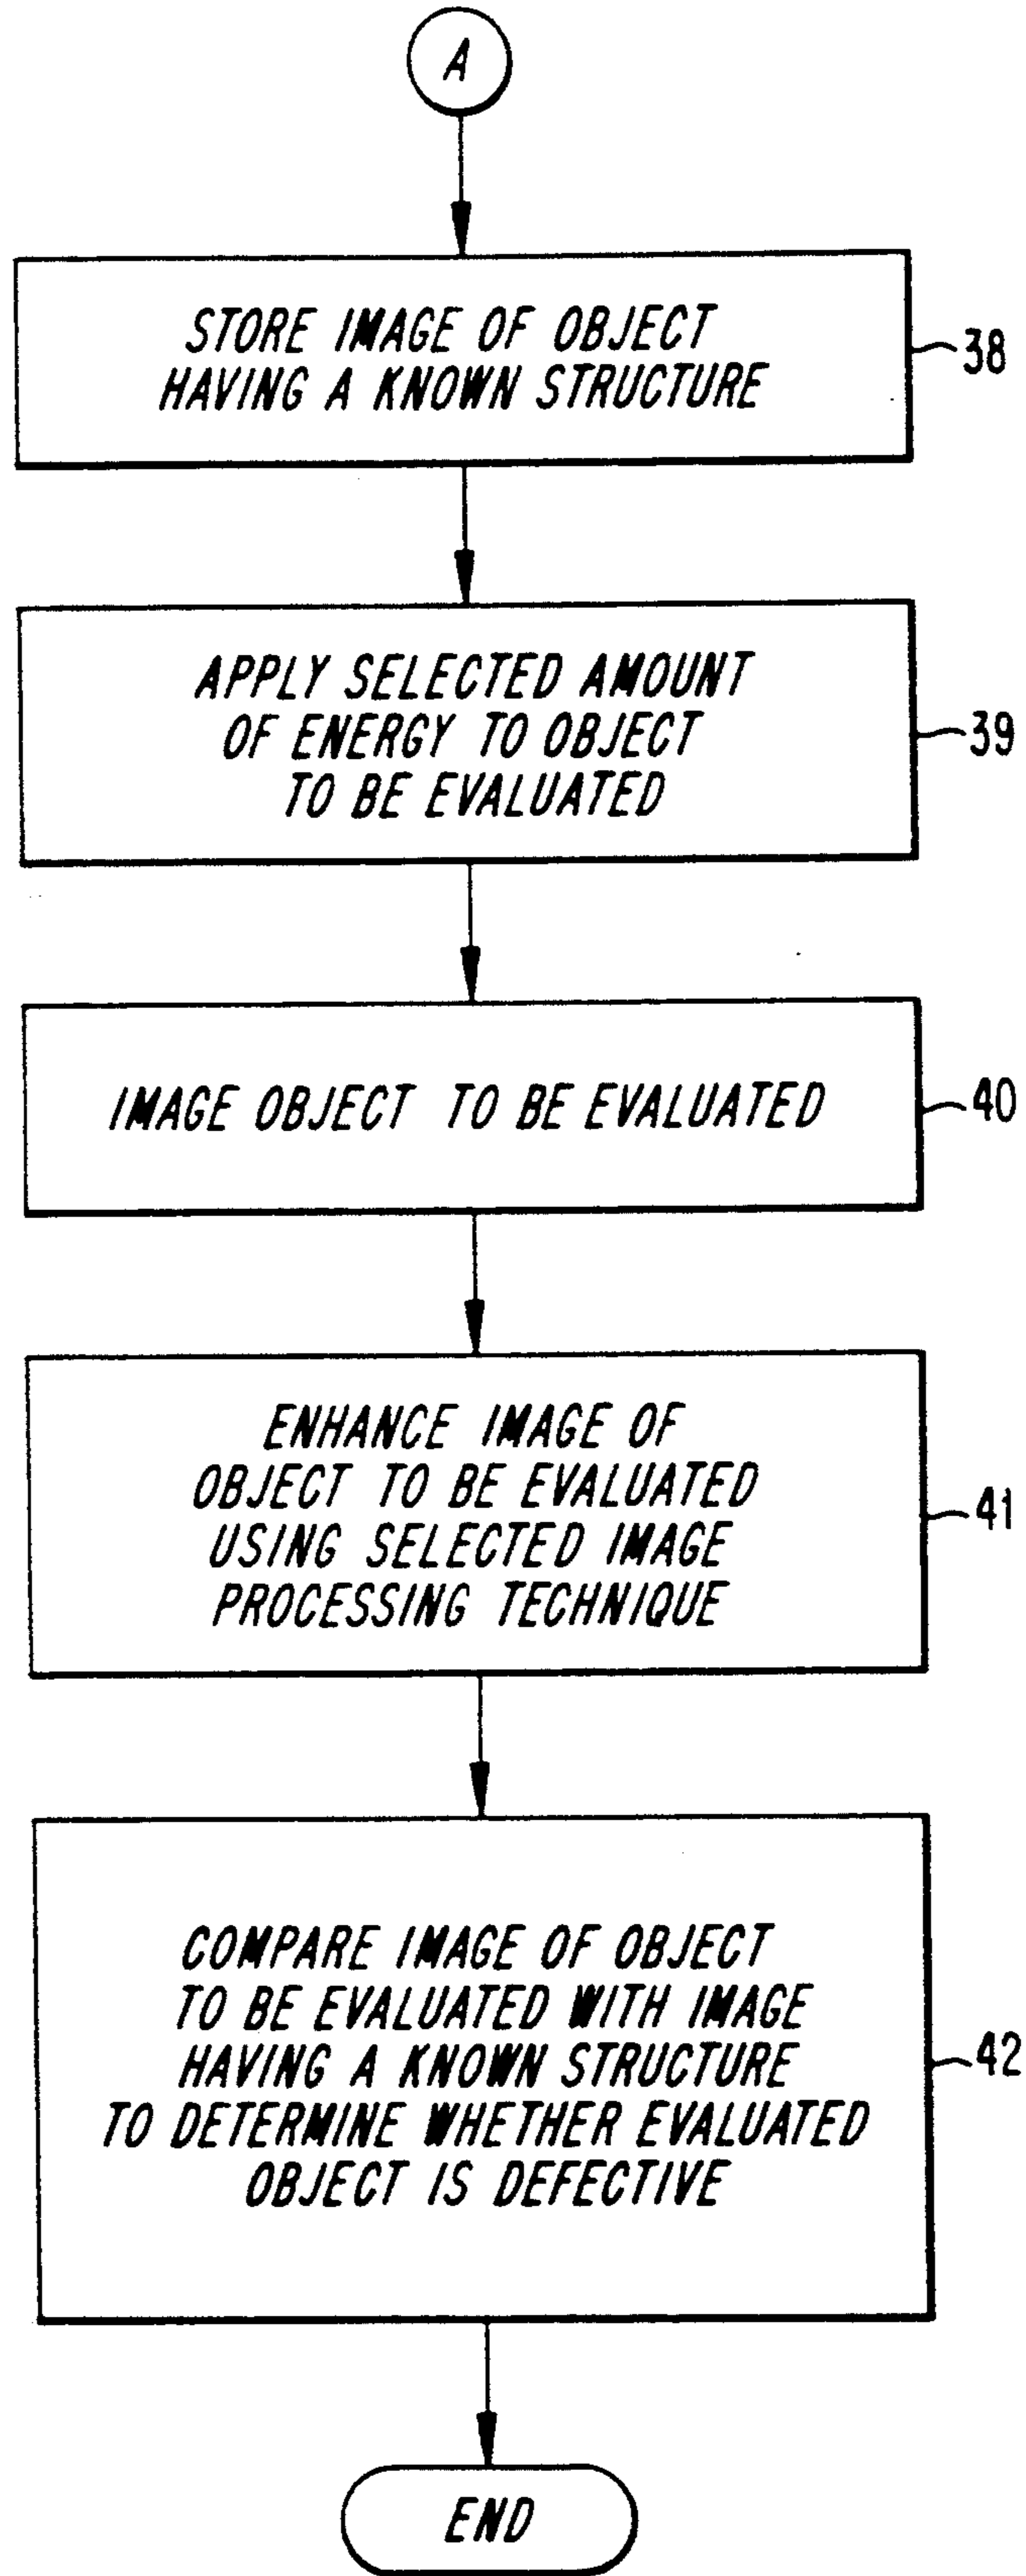 A
STORE IMAGE OF OBJECT
HAVING A KNOWN STRUCTURE
38
APPLY SELECTED AMOUNT
OF ENERGY TO OBJECT
TO BE EVALUATED
39
IMAGE OBJECT TO BE EVALUATED
40
ENHANCE IMAGE OF
OBJECT TO BE EVALUATED
USING SELECTED IMAGE
PROCESSING TECHNIQUE
41
COMPARE IMAGE OF OBJECT
TO BE EVALUATED WITH IMAGE
HAVING A KNOWN STRUCTURE
TO DETERMINE WHETHER EVALUATED
OBJECT IS DEFECTIVE
42
END